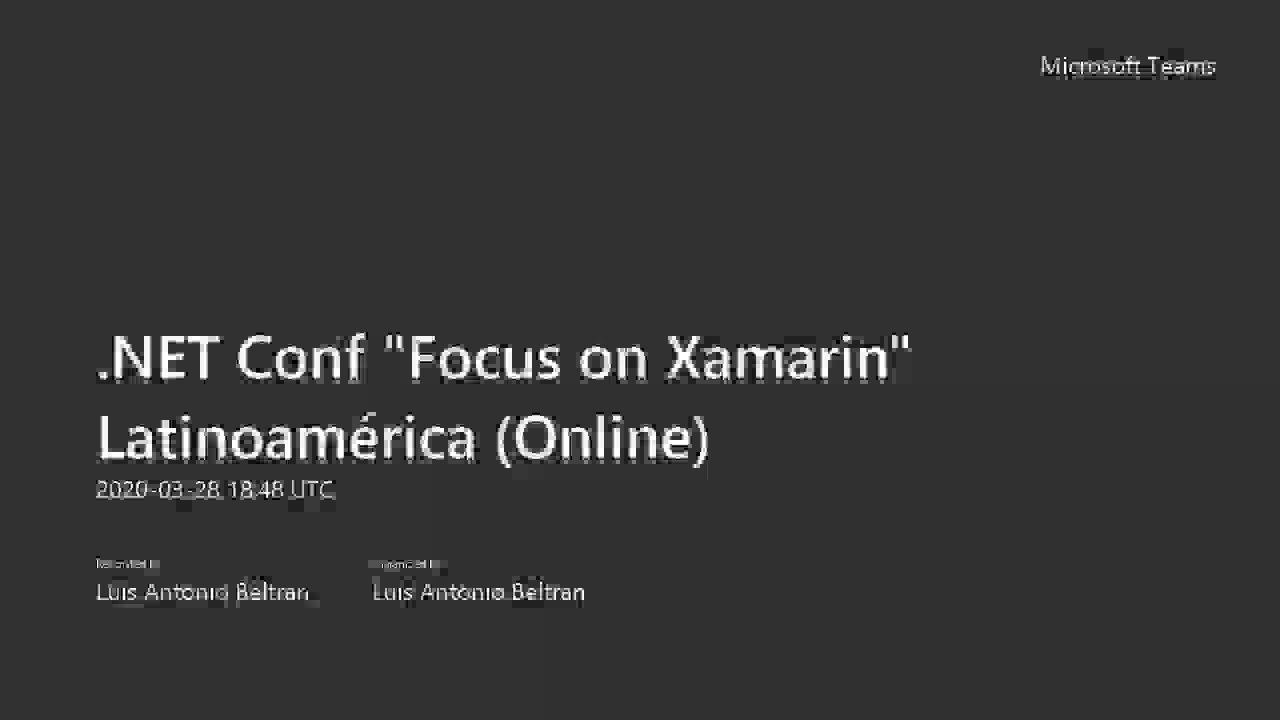 Microsoft Teams
.NET Conf "Focus on Xamarin"
Latinoamérica (Online)
2020-03-28 18:48 UTC
Luis Antonio Beltran Luis Antonio Beltran